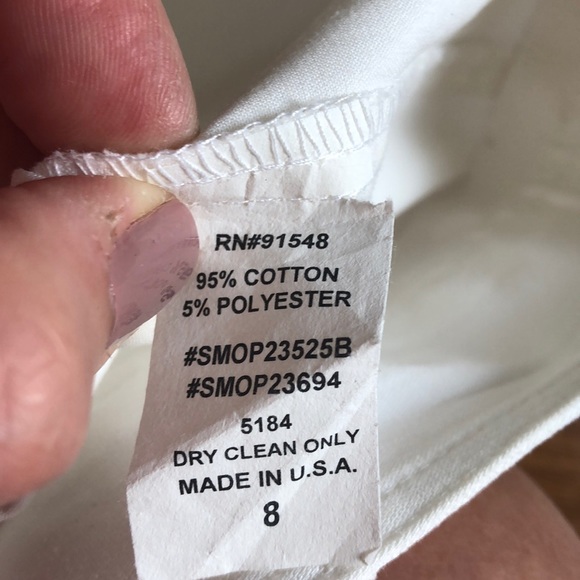 RN#91548
95% COTTON
5% POLYESTER
#SMOP23525B
#SMOP23694
5184
DRY CLEAN ONLY
MADE IN U.S.A.
8